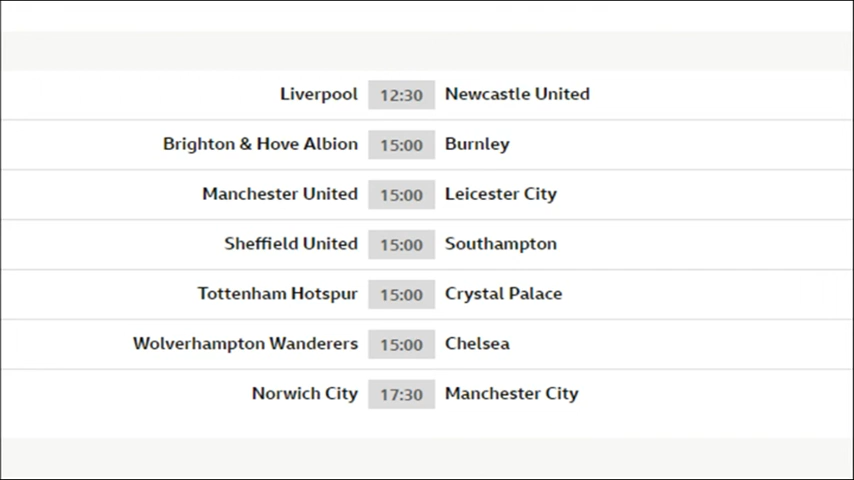 Liverpool 12:30 Newcastle United
Brighton & Hove Albion 15:00 Burnley
Manchester United 15:00 Leicester City
Sheffield United 15:00 Southampton
Tottenham Hotspur 15:00 Crystal Palace
Wolverhampton Wanderers 15:00 Chelsea
Norwich City 17:30 Manchester City